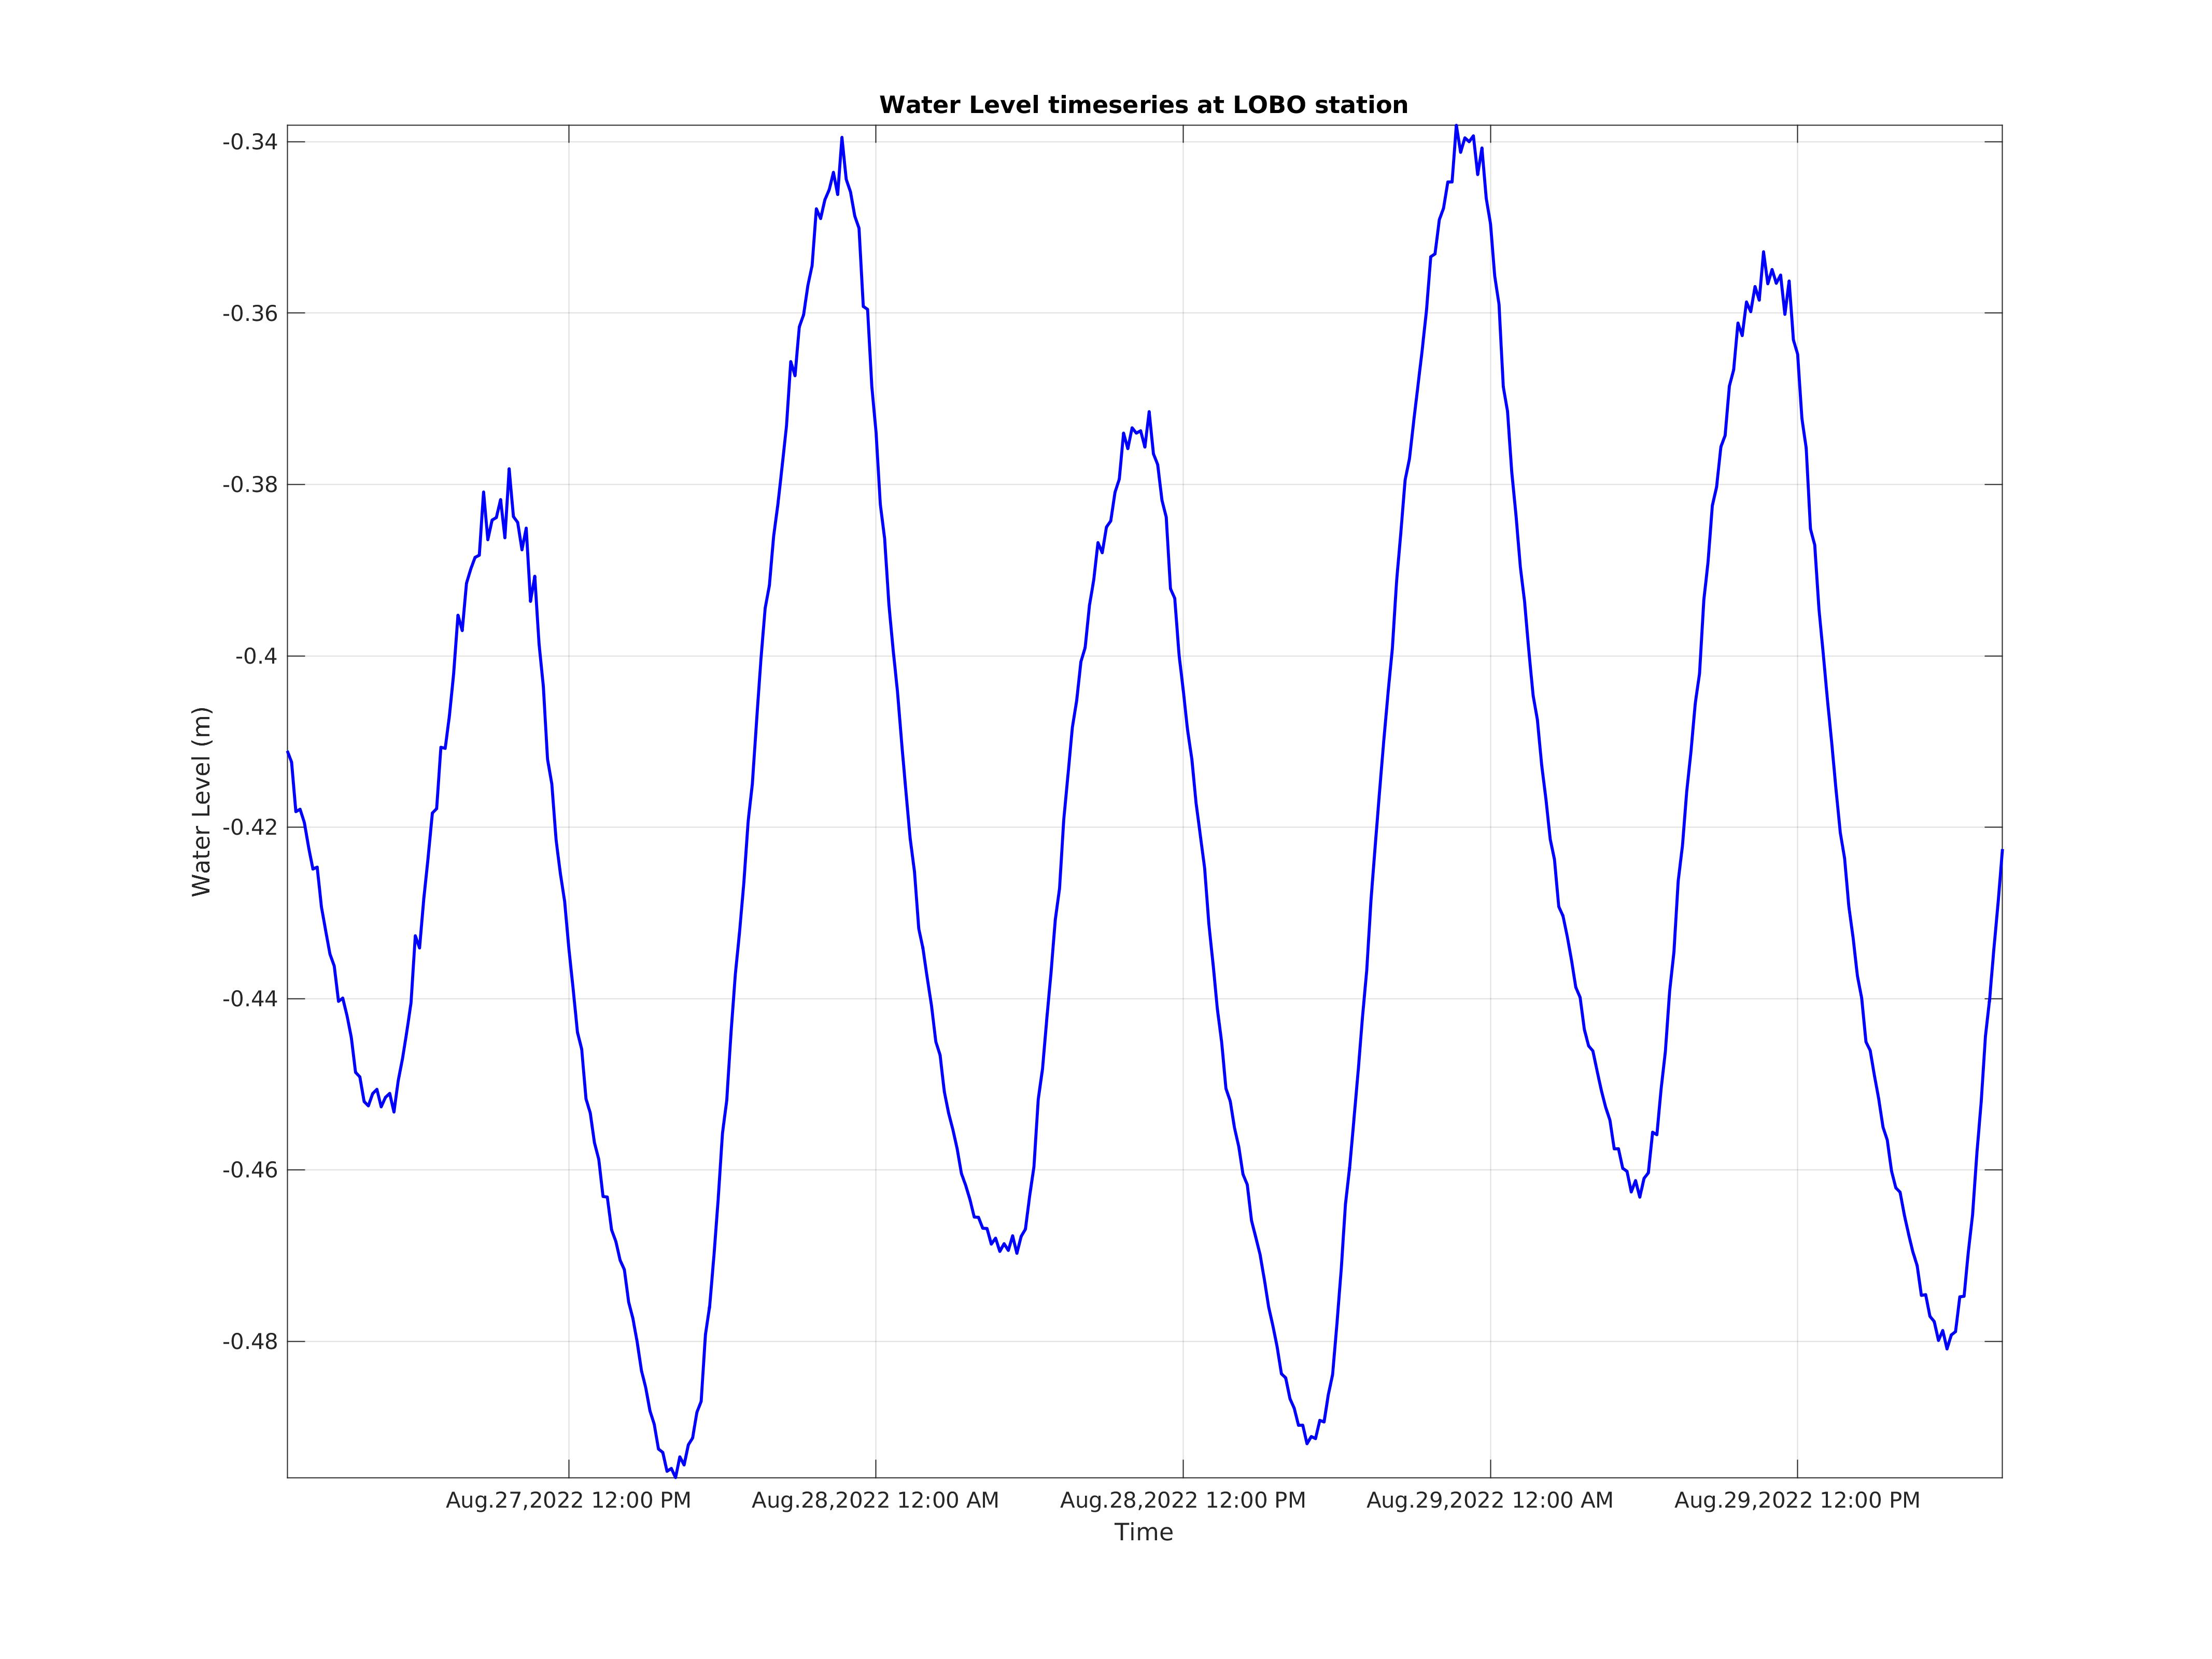 Water Level timeseries at LOBO station
-0.34
-0.36
-0.38
-0.4
-0.42
-0.44
-0.46
-0.48
Water Level (m)
Aug.27,2022 12:00 PM
Aug.28,2022 12:00 AM
Aug.28,2022 12:00 PM
Aug.29,2022 12:00 AM
Aug.29,2022 12:00 PM
Time